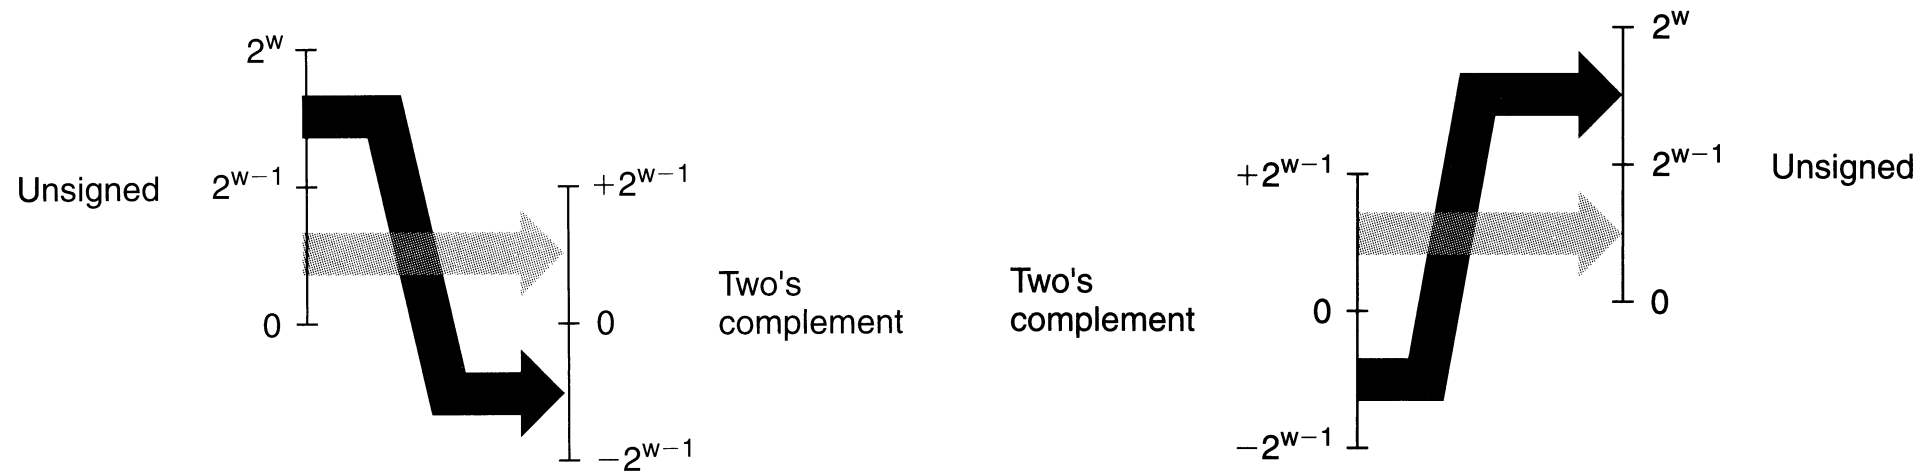 2^w
Unsigned
2^{w-1}
0
+2^{w-1}
0
-2^{w-1}
Two's
complement
Two's
complement
+2^{w-1}
0
-2^{w-1}
2^w
2^{w-1}
0
Unsigned